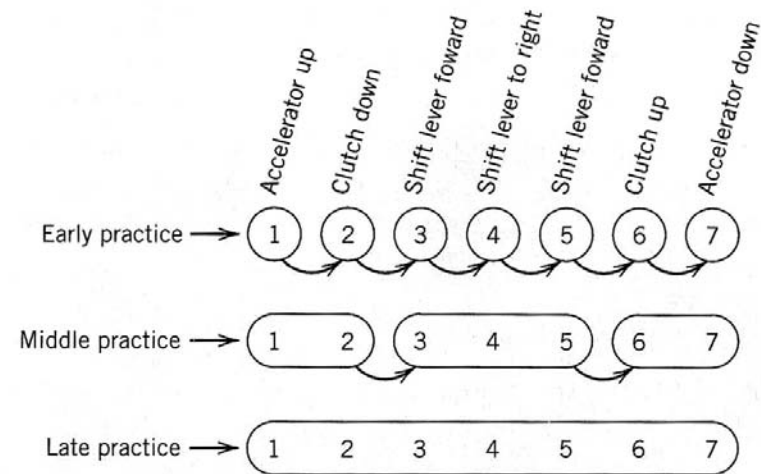 Accelerator up
Clutch down
Shift lever foward
Shift lever to right
Shift lever forward
Clutch up
Accelerator down
Early practice 1 2 3 4 5 6 7
Middle practice 1 2 3 4 5 6 7
Late practice 1 2 3 4 5 6 7